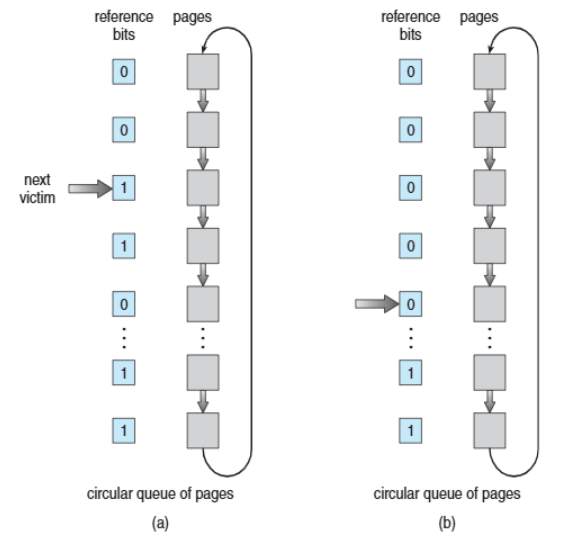 reference bits
pages
0
0
next victim
1
1
0
1
1
circular queue of pages
(a)
reference bits
pages
0
0
0
0
0
1
1
circular queue of pages
(b)